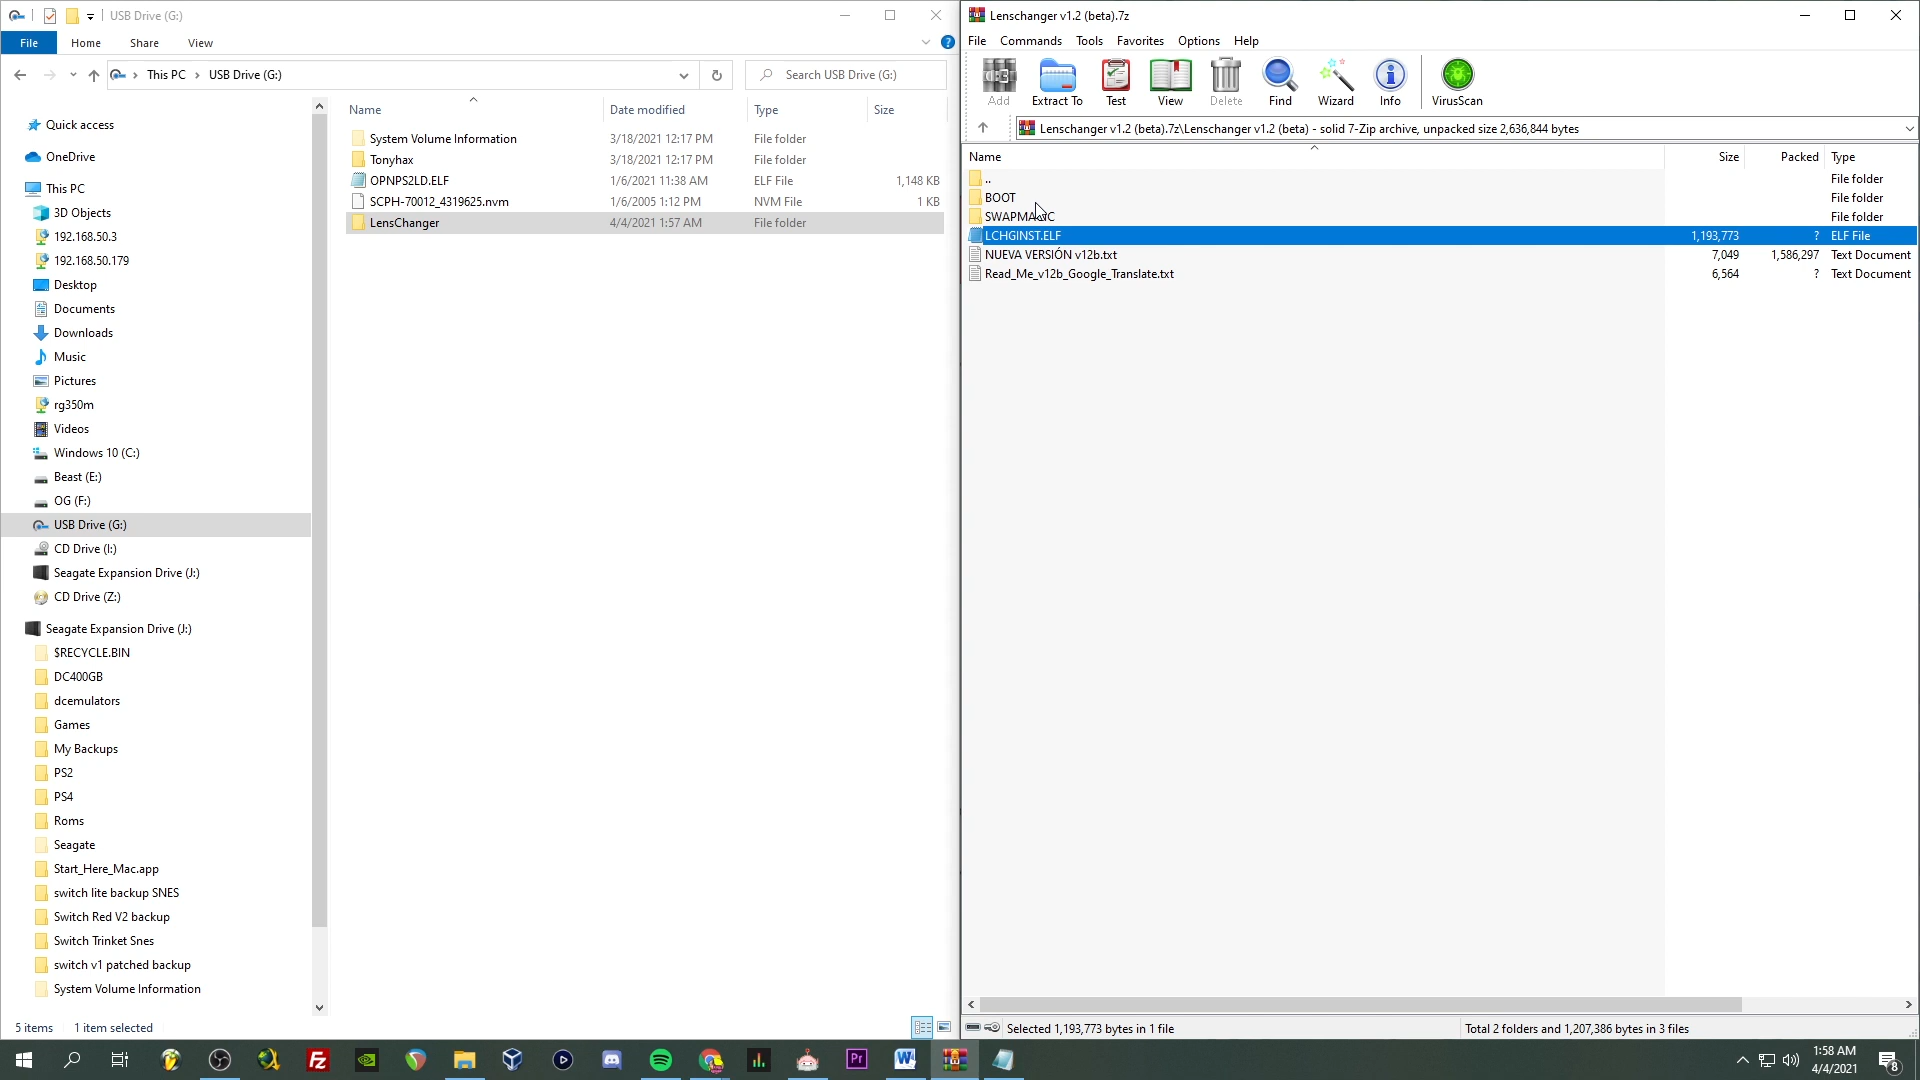 USB Drive (G:)
File Home Share View
This PC USB Drive (G:)
Search USB Drive (G:)
Quick access
OneDrive
This PC
3D Objects
192.168.50.3
192.168.50.179
Desktop
Documents
Downloads
Music
Pictures
rg350m
Videos
Windows 10 (C:)
Beast (E:)
OG (F:)
USB Drive (G:)
CD Drive (I:)
Seagate Expansion Drive (J:)
CD Drive (Z:)
Seagate Expansion Drive (J:)
$RECYCLE.BIN
DC400GB
dcemulators
Games
My Backups
PS2
PS4
Roms
Seagate
Start_Here_Mac.app
switch lite backup SNES
Switch Red V2 backup
Switch Trinket Snes
switch v1 patched backup
System Volume Information
Name Date modified Type Size
System Volume Information 3/18/2021 12:17 PM File folder
Tonyhax 3/18/2021 12:17 PM File folder
OPNPS2LD.ELF 1/6/2021 11:38 AM ELF File 1,148 KB
SCPH-70012_4319625.nvm 1/6/2005 1:12 PM NVM File 1 KB
LensChanger 4/4/2021 1:57 AM File folder
5 items 1 item selected
Lenschanger v1.2 (beta).7z
File Commands Tools Favorites Options Help
Add Extract To Test View Delete Find Wizard Info VirusScan
Lenschanger v1.2 (beta).7z\Lenschanger v1.2 (beta) - solid 7-Zip archive, unpacked size 2,636,844 bytes
Name Size Packed Type
.. File folder
BOOT File folder
SWAPMAGIC File folder
LCHGINST.ELF 1,193,773 ? ELF File
NUEVA VERSIÓN v12b.txt 7,049 1,586,297 Text Document
Read_Me_v12b_Google_Translate.txt 6,564 ? Text Document
Selected 1,193,773 bytes in 1 file Total 2 folders and 1,207,386 bytes in 3 files
1:58 AM
4/4/2021
8